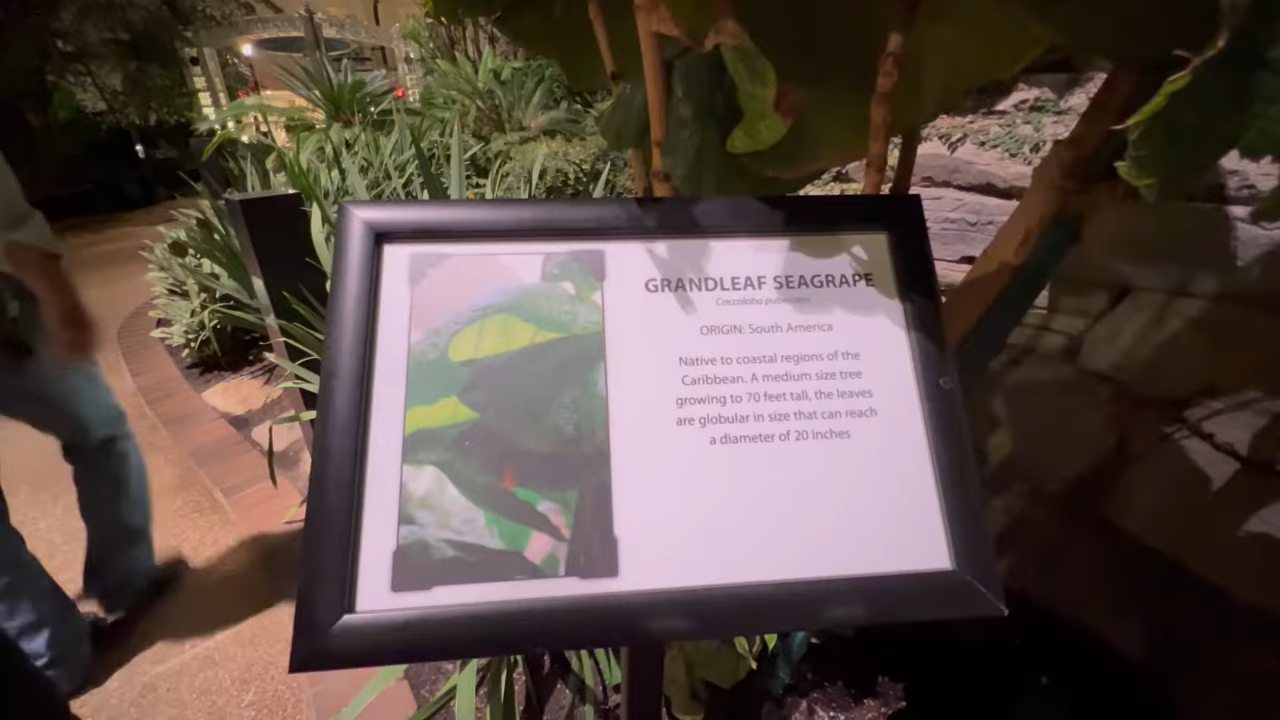 GRANDLEAF SEAGRAPE
ORIGIN: South America
Native to coastal regions of the
Caribbean. A medium size tree
growing to 70 feet tall, the leaves
are globular in size that can reach
a diameter of 20 inches